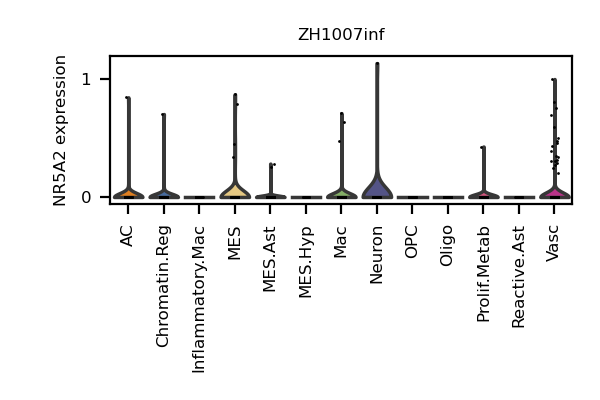 ZH1007inf
NR5A2 expression
1
0
AC
Chromatin.Reg
Inflammatory.Mac
MES
MES.Ast
MES.Hyp
Mac
Neuron
OPC
Oligo
Prolif.Metab
Reactive.Ast
Vasc